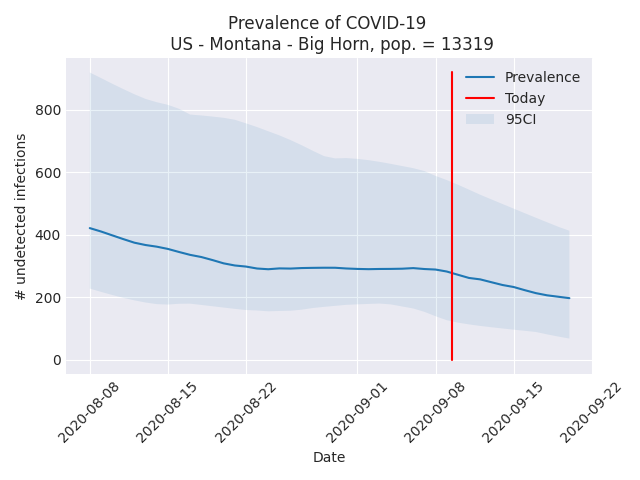 Prevalence of COVID-19
US - Montana - Big Horn, pop. = 13319
Prevalence
Today
95CI
# undetected infections
800
600
400
200
0
2020-08-08
2020-08-15
2020-08-22
2020-09-01
2020-09-08
2020-09-15
2020-09-22
Date